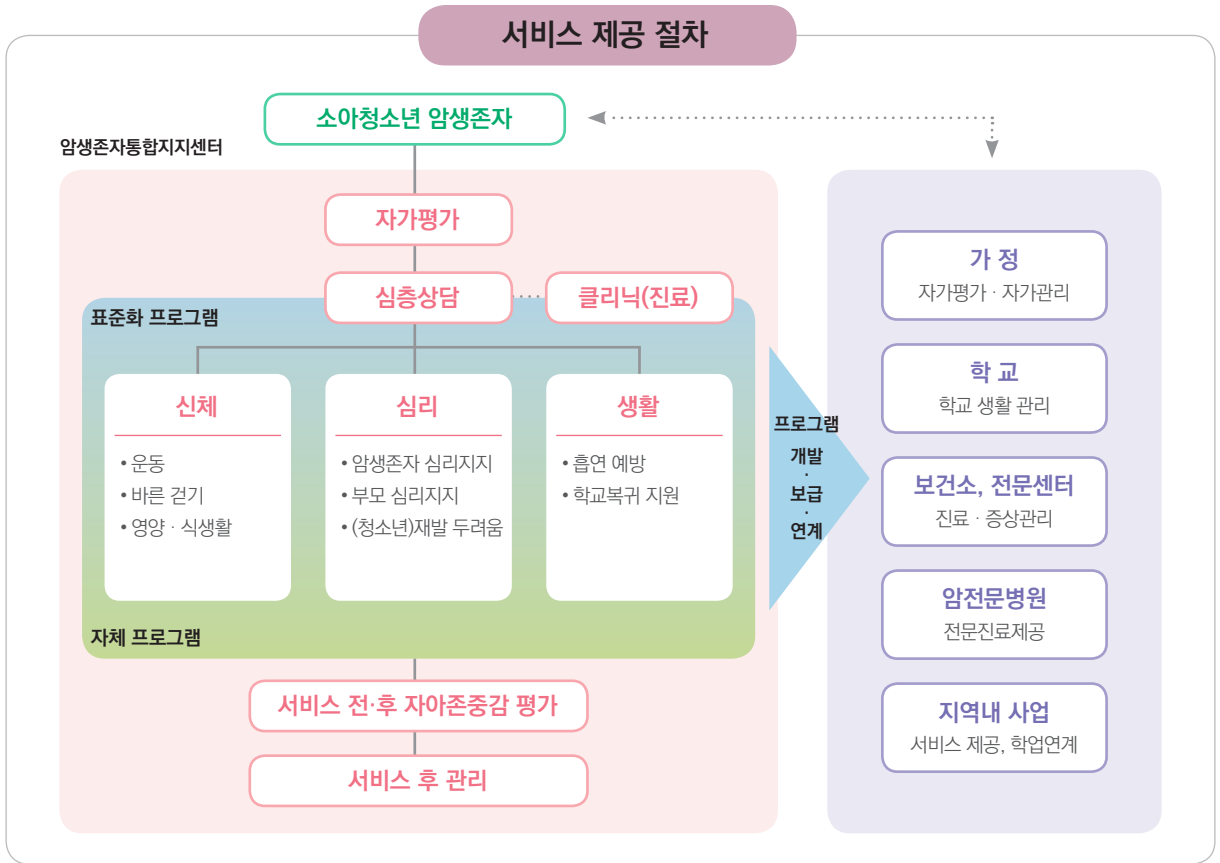 서비스 제공 절차
소아청소년 암생존자
암생존자통합지지센터
자가평가
심층상담
클리닉(진료)
표준화 프로그램
신체
• 운동
• 바른 걷기
• 영양 · 식생활
심리
• 암생존자 심리지지
• 부모 심리지지
• (청소년)재발 두려움
생활
• 흡연 예방
• 학교복귀 지원
자체 프로그램
서비스 전·후 자아존중감 평가
서비스 후 관리
프로그램
개발
·
보급
·
연계
가 정
자가평가 · 자가관리
학 교
학교 생활 관리
보건소, 전문센터
진료 · 증상관리
암전문병원
전문진료제공
지역내 사업
서비스 제공, 학업연계